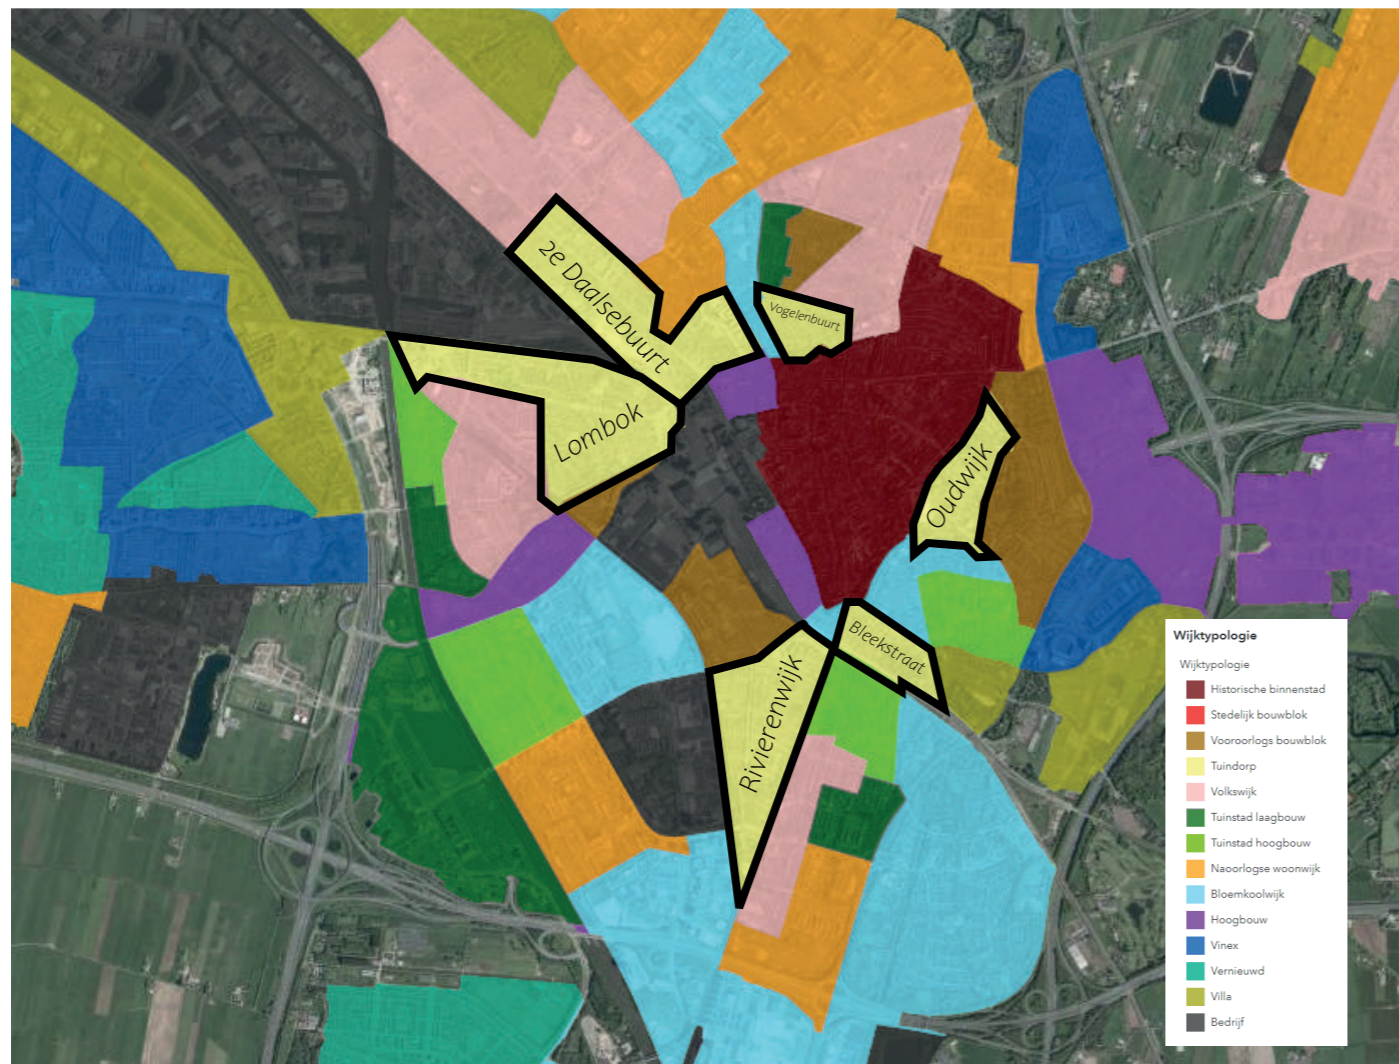 2e Daalsebuurt
Vogelenbuurt
Lombok
Oudwijk
Bleekstraat
Rivierenwijk
Wijktypologie
Wijktypologie
Historische binnenstad
Stedelijk bouwblok
Vooroorlogs bouwblok
Tuindorp
Volkswijk
Tuinstad laagbouw
Tuinstad hoogbouw
Naoorlogse woonwijk
Bloemkoolwijk
Hoogbouw
Vinex
Vernieuwd
Villa
Bedrijf